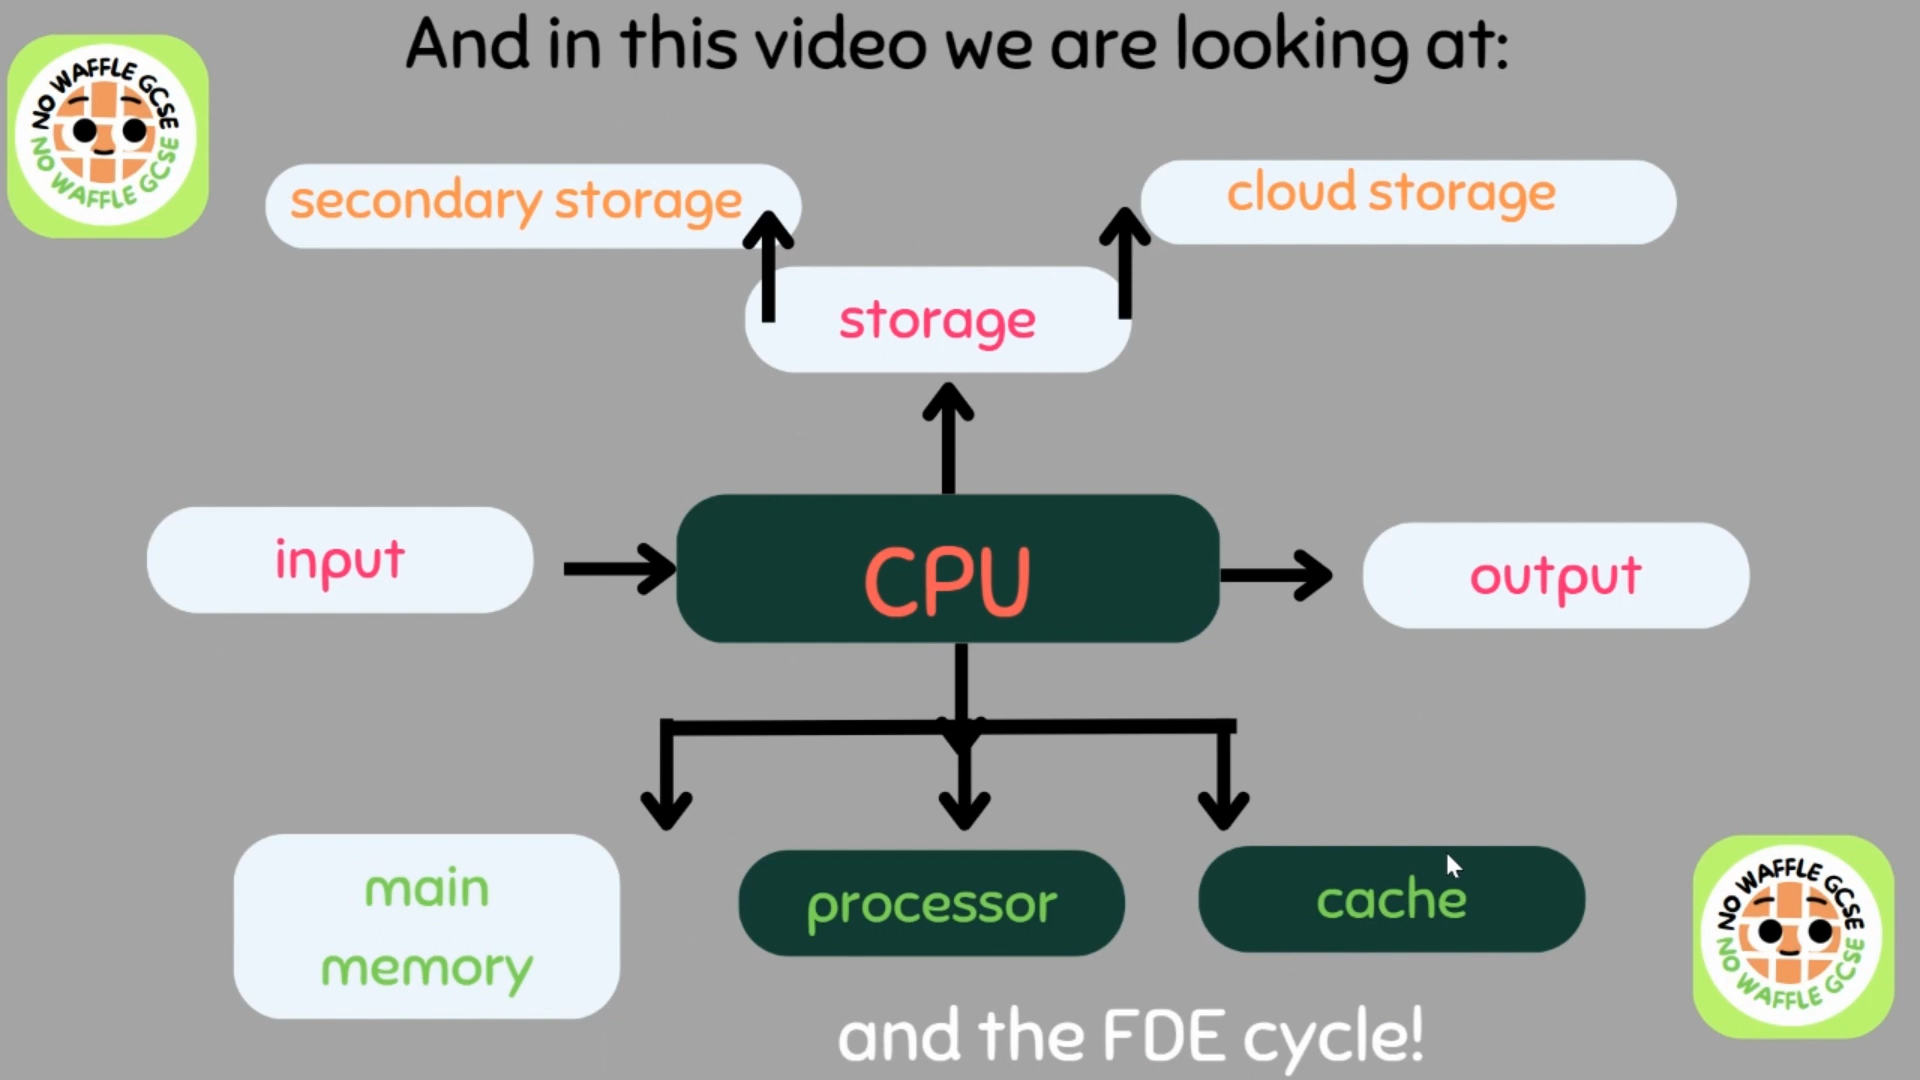 And in this video we are looking at:
NO WAFFLE GCSE
NO WAFFLE GCSE
secondary storage
cloud storage
storage
input
CPU
output
main
memory
processor
cache
NO WAFFLE GCSE
NO WAFFLE GCSE
and the FDE cycle!